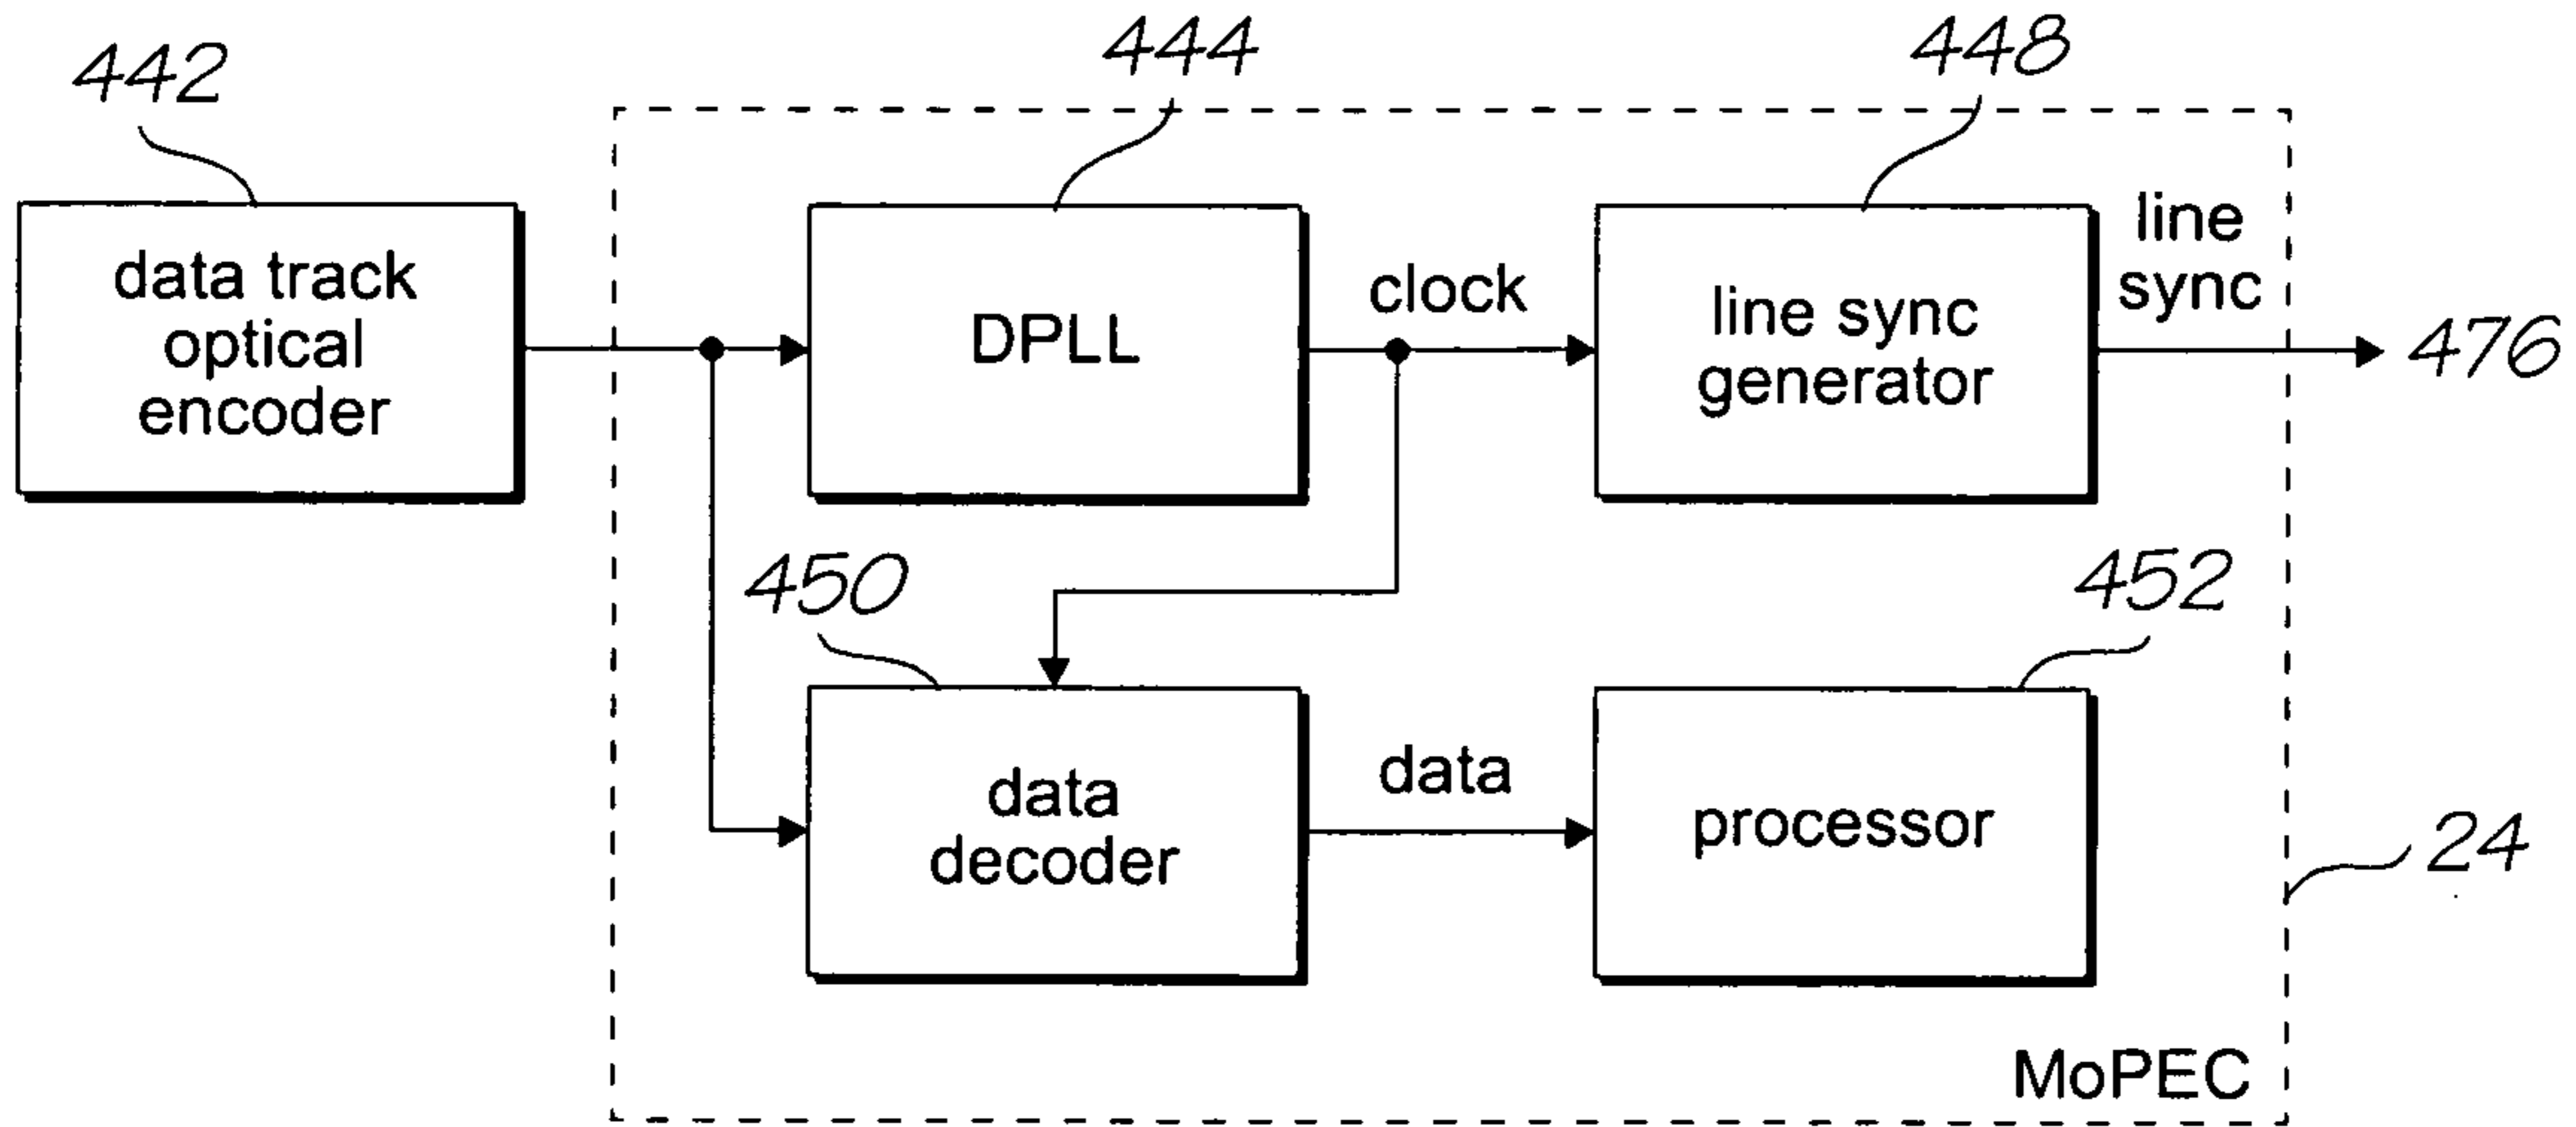 442
444
448
data track
optical
encoder
DPLL
clock
line sync
generator
line
sync
476
450
452
data
decoder
data
processor
24
MoPEC